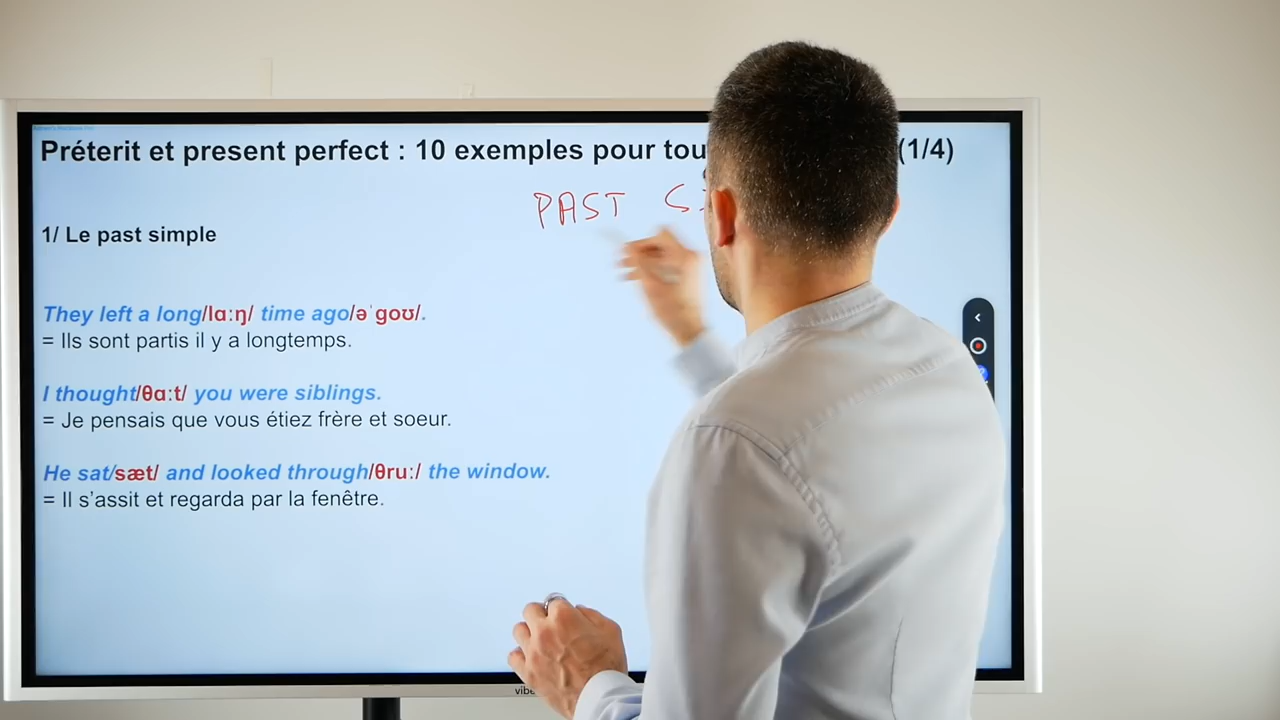 Préterit et present perfect : 10 exemples pour tou (1/4)
PAST
1/ Le past simple
They left a long/lɑːŋ/ time ago/əˈgoʊ/.
= Ils sont partis il y a longtemps.
I thought/θɑːt/ you were siblings.
= Je pensais que vous étiez frère et soeur.
He sat/sæt/ and looked through/θruː/ the window.
= Il s’assit et regarda par la fenêtre.
vibe